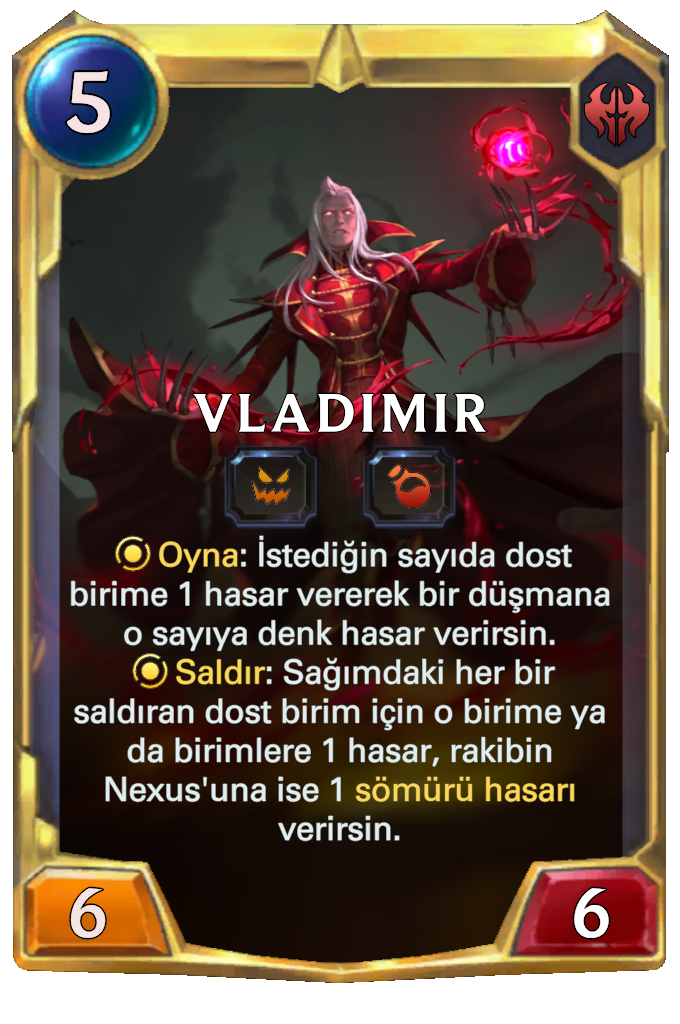 5
VLADIMIR
Oyna: İstediğin sayıda dost
birime 1 hasar vererek bir düşmana
o sayıya denk hasar verirsin.
Saldır: Sağımdaki her bir
saldıran dost birim için o birime ya
da birimlere 1 hasar, rakibin
Nexus'una ise 1 sömürü hasarı
verirsin.
6 6